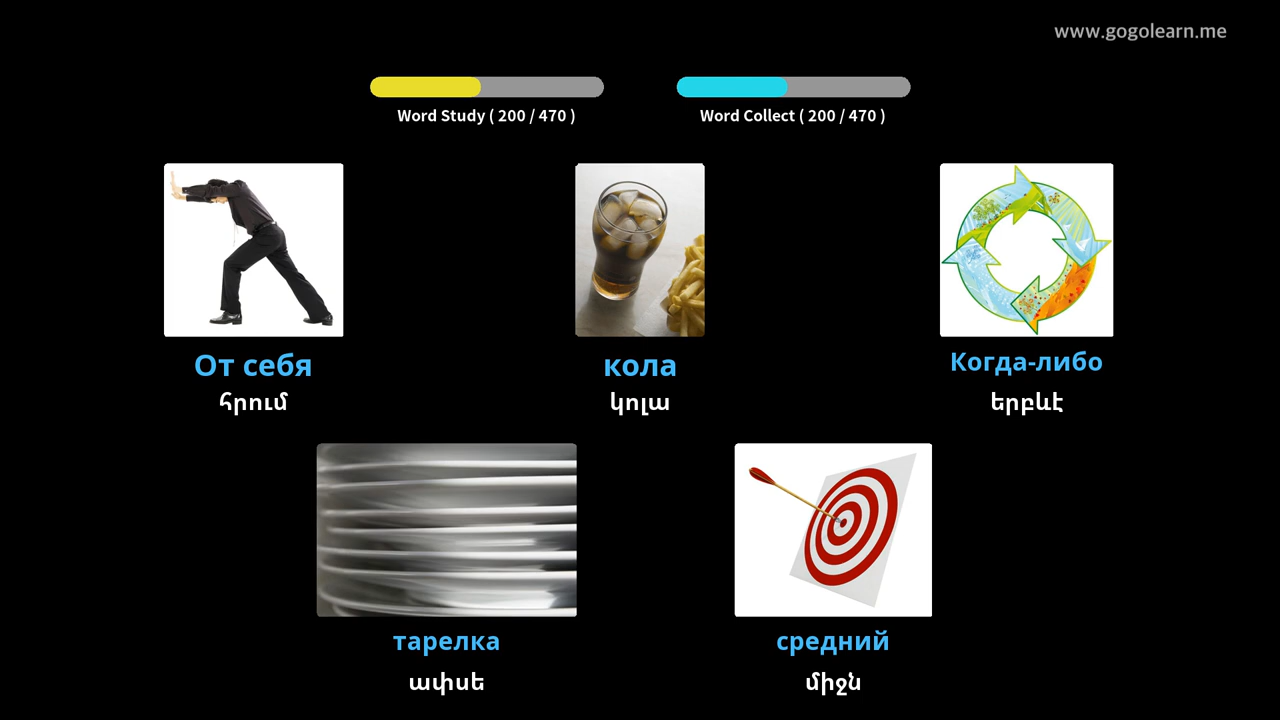 www.gogolearn.me
Word Study ( 200 / 470 )
Word Collect ( 200 / 470 )
От себя
հրում
кола
կոլա
Когда-либо
երբևէ
тарелка
ափսե
средний
միջն